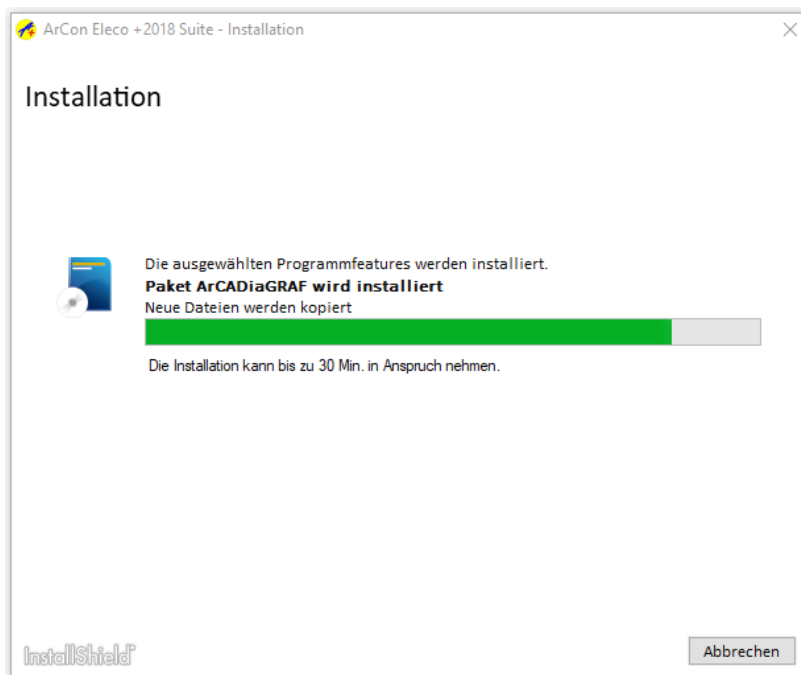 ArCon Eleco +2018 Suite - Installation
Installation
Die ausgewählten Programmfeatures werden installiert.
Paket ArCADiaGRAF wird installiert
Neue Dateien werden kopiert
Die Installation kann bis zu 30 Min. in Anspruch nehmen.
InstallShield
Abbrechen